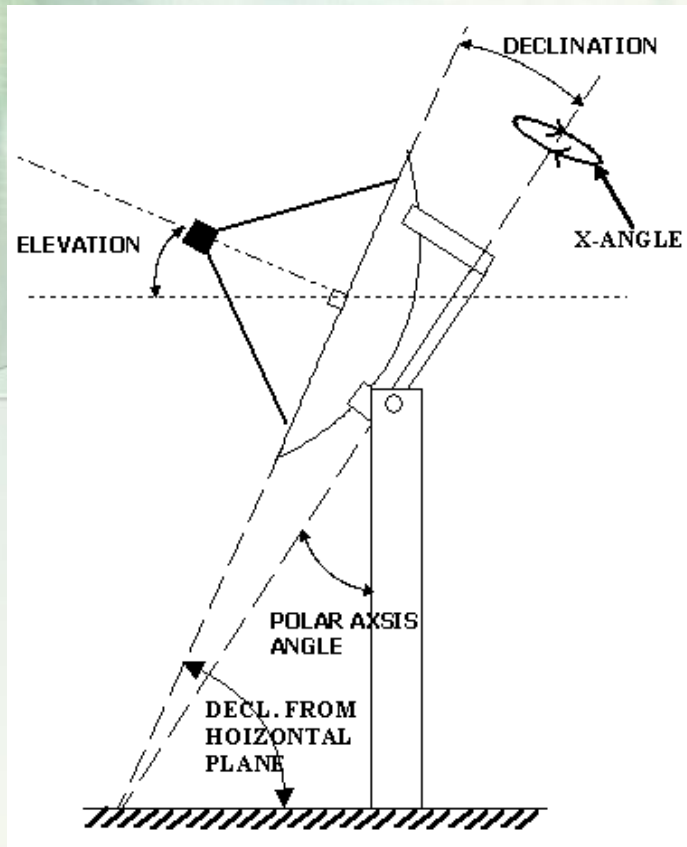 DECLINATION
X-ANGLE
ELEVATION
POLAR AXSIS
ANGLE
DECL. FROM
HOIZONTAL
PLANE